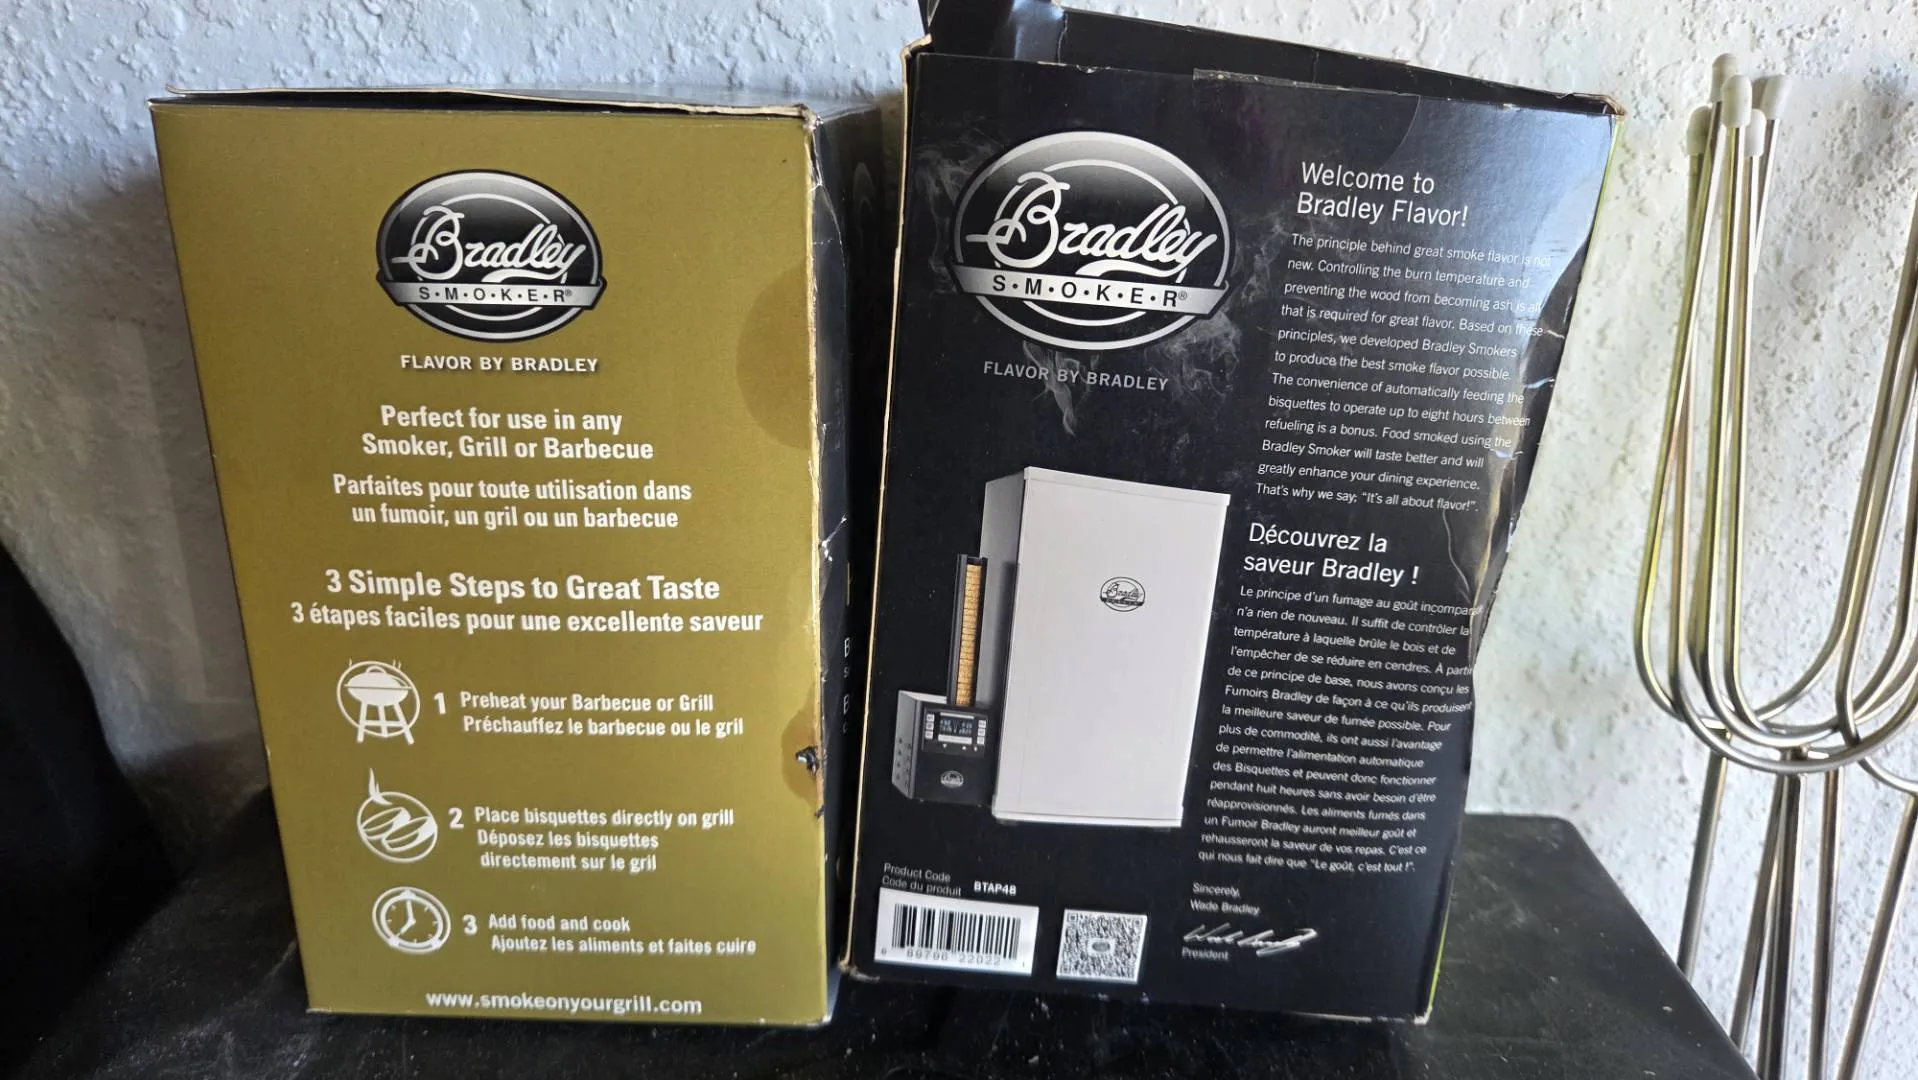 Bradley
S·M·O·K·E·R®
FLAVOR BY BRADLEY
Perfect for use in any
Smoker, Grill or Barbecue
Parfaites pour toute utilisation dans
un fumoir, un gril ou un barbecue
3 Simple Steps to Great Taste
3 étapes faciles pour une excellente saveur
1 Preheat your Barbecue or Grill
Préchauffez le barbecue ou le gril
2 Place bisquettes directly on grill
Déposez les bisquettes
directement sur le gril
3 Add food and cook
Ajoutez les aliments et faites cuire
www.smokeonyourgrill.com
Bradley
S·M·O·K·E·R®
FLAVOR BY BRADLEY
Welcome to
Bradley Flavor!
The principle behind great smoke flavor is not
new. Controlling the burn temperature and
preventing the wood from becoming ash is all
that is required for great flavor. Based on these
principles, we developed Bradley Smokers
to produce the best smoke flavor possible.
The convenience of automatically feeding the
bisquettes to operate up to eight hours between
refueling is a bonus. Food smoked using the
Bradley Smoker will taste better and will
greatly enhance your dining experience.
That's why we say: "It's all about flavor!".
Découvrez la
saveur Bradley !
Le principe d'un fumage au goût
n'a rien de nouveau. Il suffit de contrôler la
température à laquelle brûle le bois et de
l'empêcher de se réduire en cendres. À partir
de ce principe de base, nous avons conçu les
Fumoirs Bradley de façon à ce qu'ils produisent
la meilleure saveur de fumée possible. Pour
plus de commodité, ils ont aussi l'avantage
de permettre l'alimentation automatique
des Bisquettes et peuvent donc fonctionner
pendant huit heures sans avoir besoin d'être
réapprovisionnés. Les aliments fumés dans
un Fumoir Bradley auront meilleur goût et
rehausseront la saveur de vos repas. C'est ce
qui nous fait dire que "Le goût, c'est tout !".
Sincerely,
Wade Bradley
President
Bradley
Product Code
Code du produit BTAP48
6 89796 22022 1